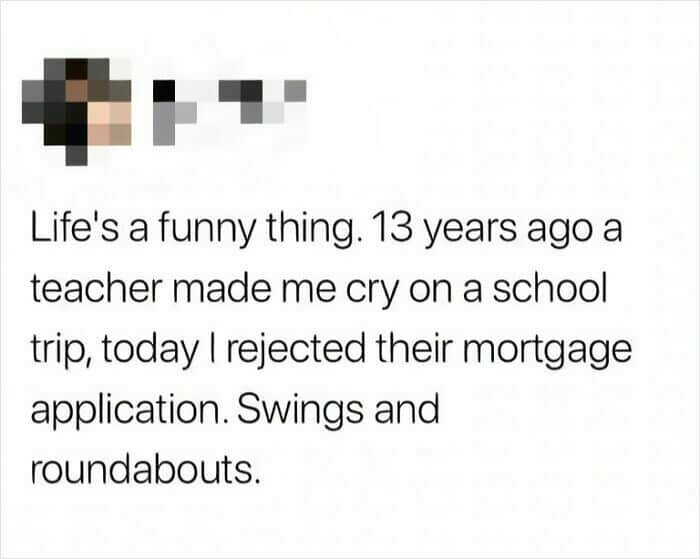 Life's a funny thing. 13 years ago a
teacher made me cry on a school
trip, today I rejected their mortgage
application. Swings and
roundabouts.